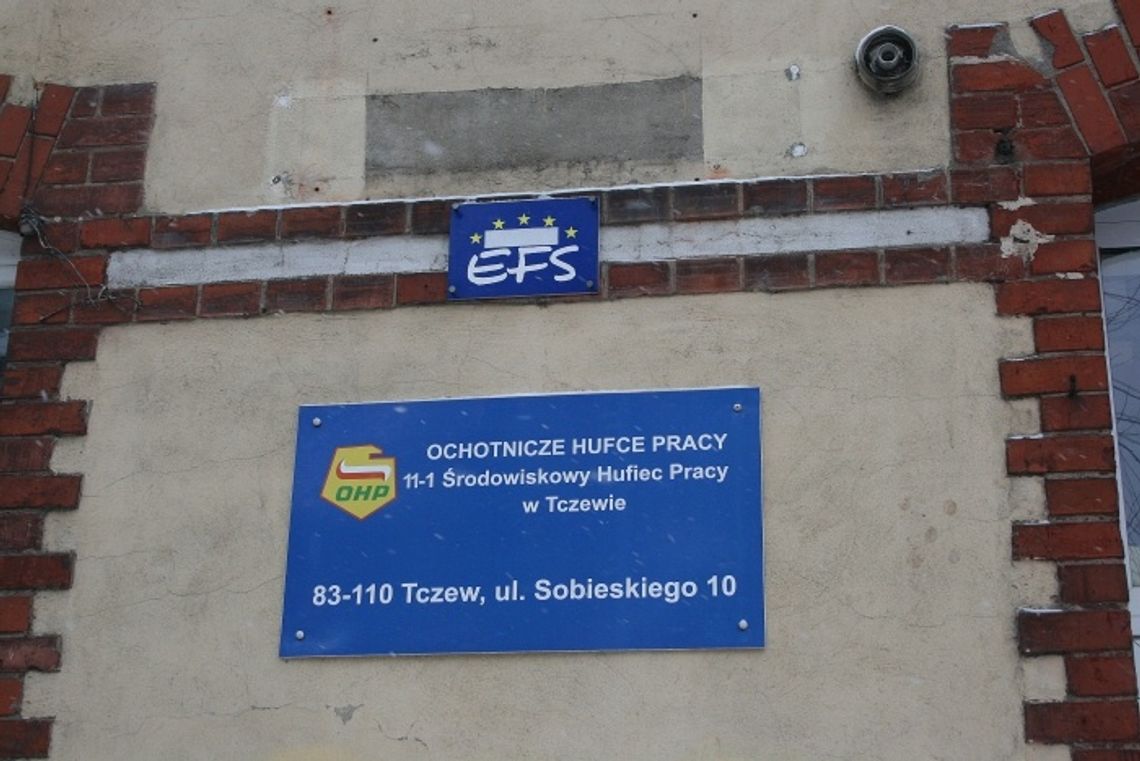 EFS
OCHOTNICZE HUFCE PRACY
11-1 Środowiskowy Hufiec Pracy
w Tczewie
OHP
83-110 Tczew, ul. Sobieskiego 10